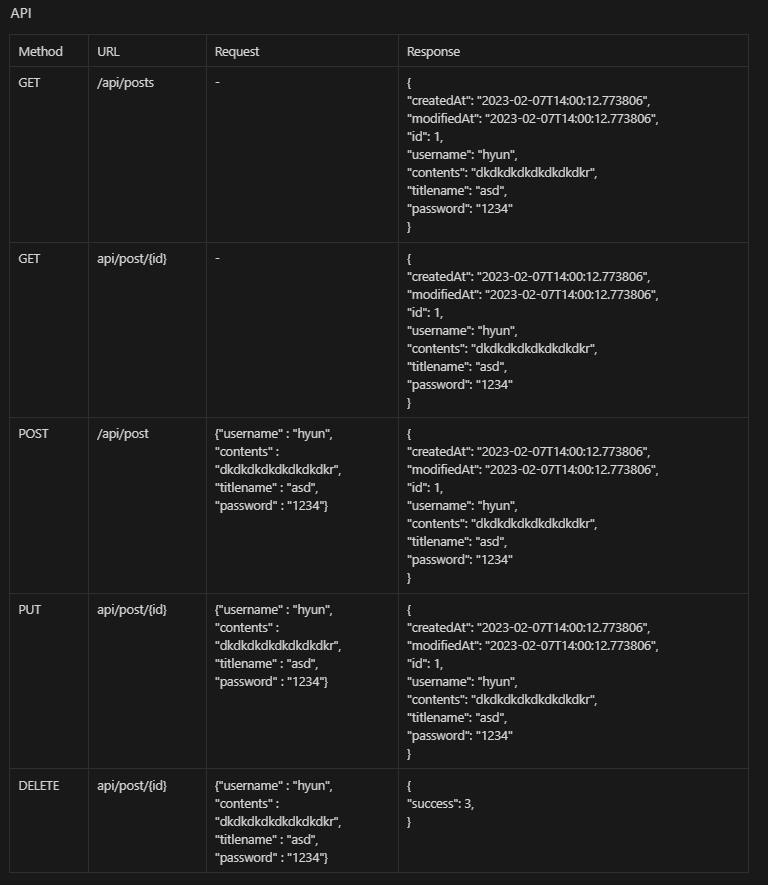 API
Method URL Request Response
GET /api/posts - {
"createdAt": "2023-02-07T14:00:12.773806",
"modifiedAt": "2023-02-07T14:00:12.773806",
"id": 1,
"username": "hyun",
"contents": "dkdkdkdkdkdkdkdkr",
"titlename": "asd",
"password": "1234"
}
GET api/post/{id} - {
"createdAt": "2023-02-07T14:00:12.773806",
"modifiedAt": "2023-02-07T14:00:12.773806",
"id": 1,
"username": "hyun",
"contents": "dkdkdkdkdkdkdkdkr",
"titlename": "asd",
"password": "1234"
}
POST /api/post {"username" : "hyun", {
"contents" : "createdAt": "2023-02-07T14:00:12.773806",
"dkdkdkdkdkdkdkdkr", "modifiedAt": "2023-02-07T14:00:12.773806",
"titlename" : "asd", "id": 1,
"password" : "1234"} "username": "hyun",
"contents": "dkdkdkdkdkdkdkdkr",
"titlename": "asd",
"password": "1234"
}
PUT api/post/{id} {"username" : "hyun", {
"contents" : "createdAt": "2023-02-07T14:00:12.773806",
"dkdkdkdkdkdkdkdkr", "modifiedAt": "2023-02-07T14:00:12.773806",
"titlename" : "asd", "id": 1,
"password" : "1234"} "username": "hyun",
"contents": "dkdkdkdkdkdkdkdkr",
"titlename": "asd",
"password": "1234"
}
DELETE api/post/{id} {"username" : "hyun", {
"contents" : "success": 3,
"dkdkdkdkdkdkdkdkr", }
"titlename" : "asd",
"password" : "1234"}